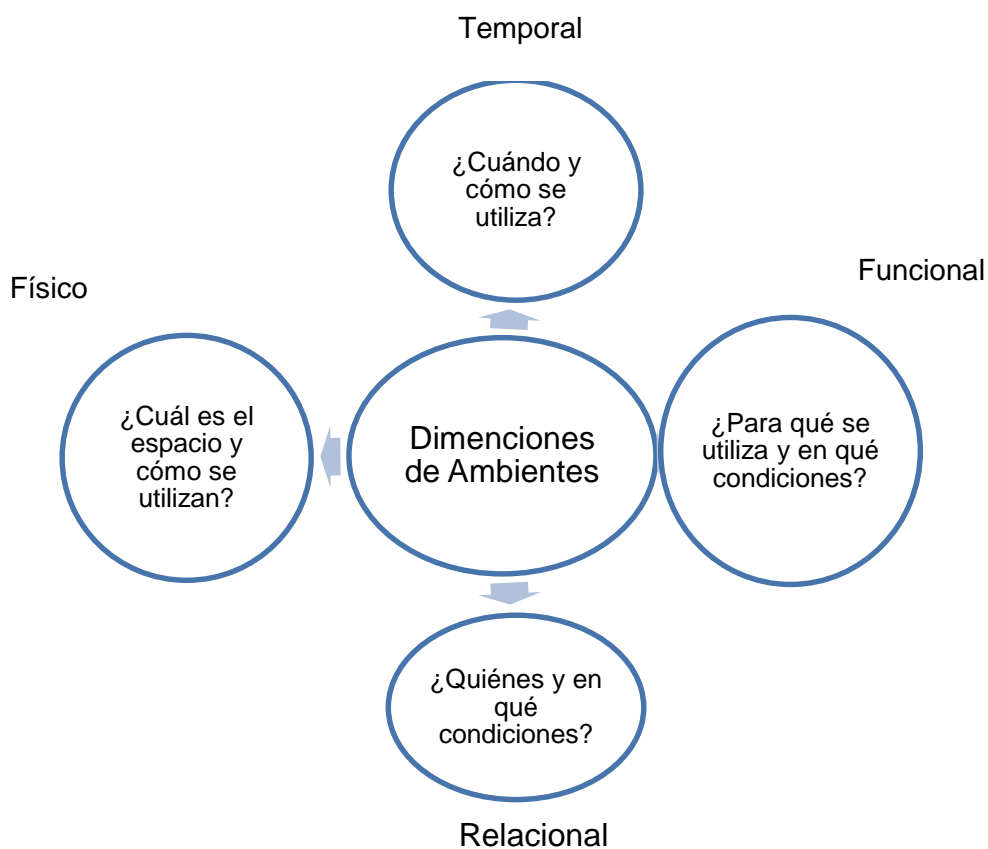 Temporal
¿Cuándo y
cómo se
utiliza?
Funcional
Físico
¿Cuál es el
espacio y
cómo se
utilizan?
Dimenciones
de Ambientes
¿Para qué se
utiliza y en qué
condiciones?
¿Quiénes y en
qué
condiciones?
Relacional